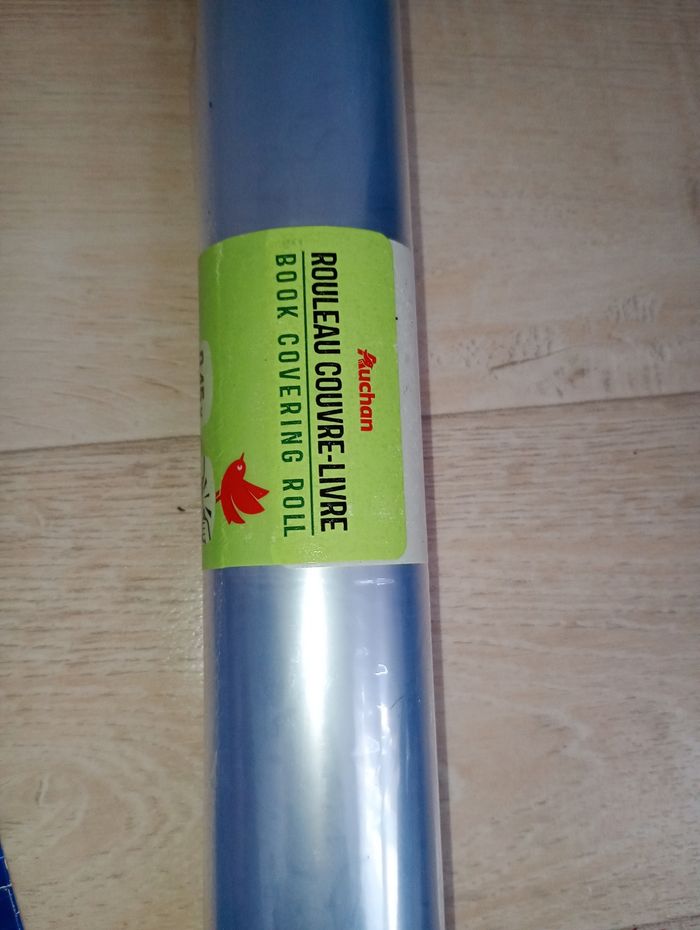 Auchan
ROULEAU COUVRE-LIVRE
BOOK COVERING ROLL